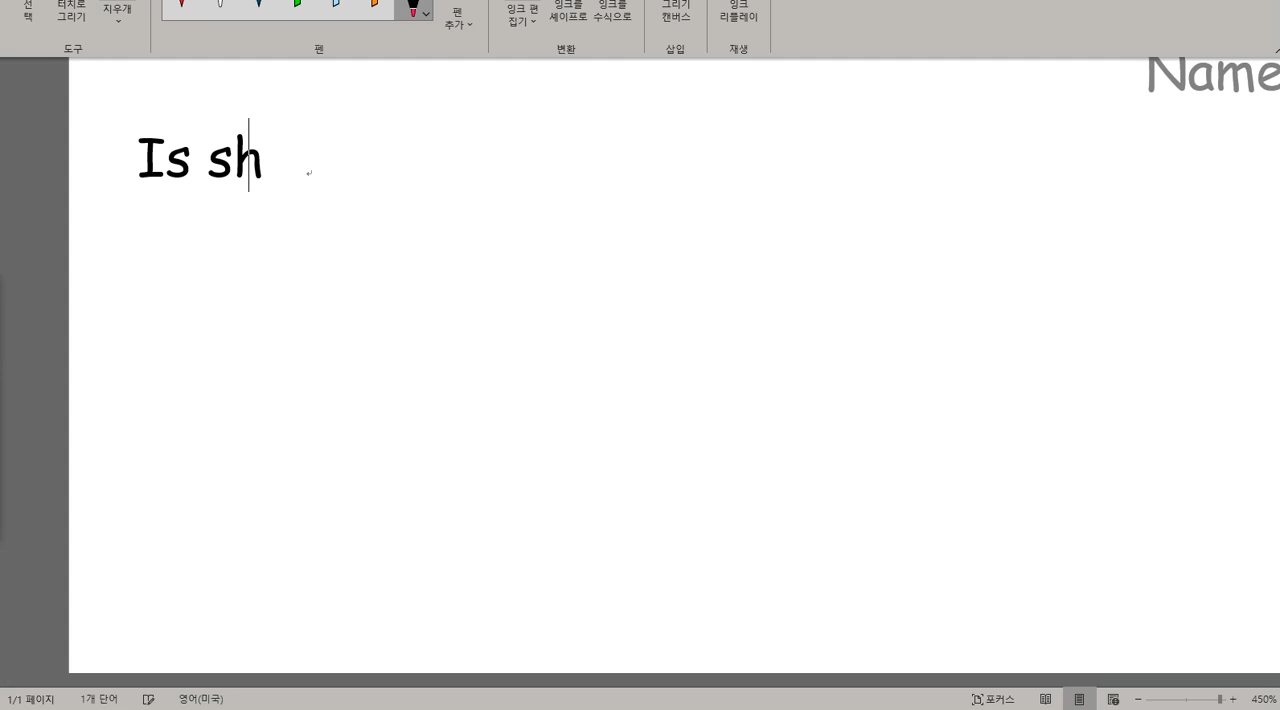 선
택
터치로
그리기
지우개
펜
추가
잉크 편
집기
잉크를
셰이프로
잉크를
수식으로
그리기
캔버스
잉크
리플레이
도구
펜
변환
삽입
재생
Name
Is sh
1/1 페이지 1개 단어 영어(미국) 포커스 450%